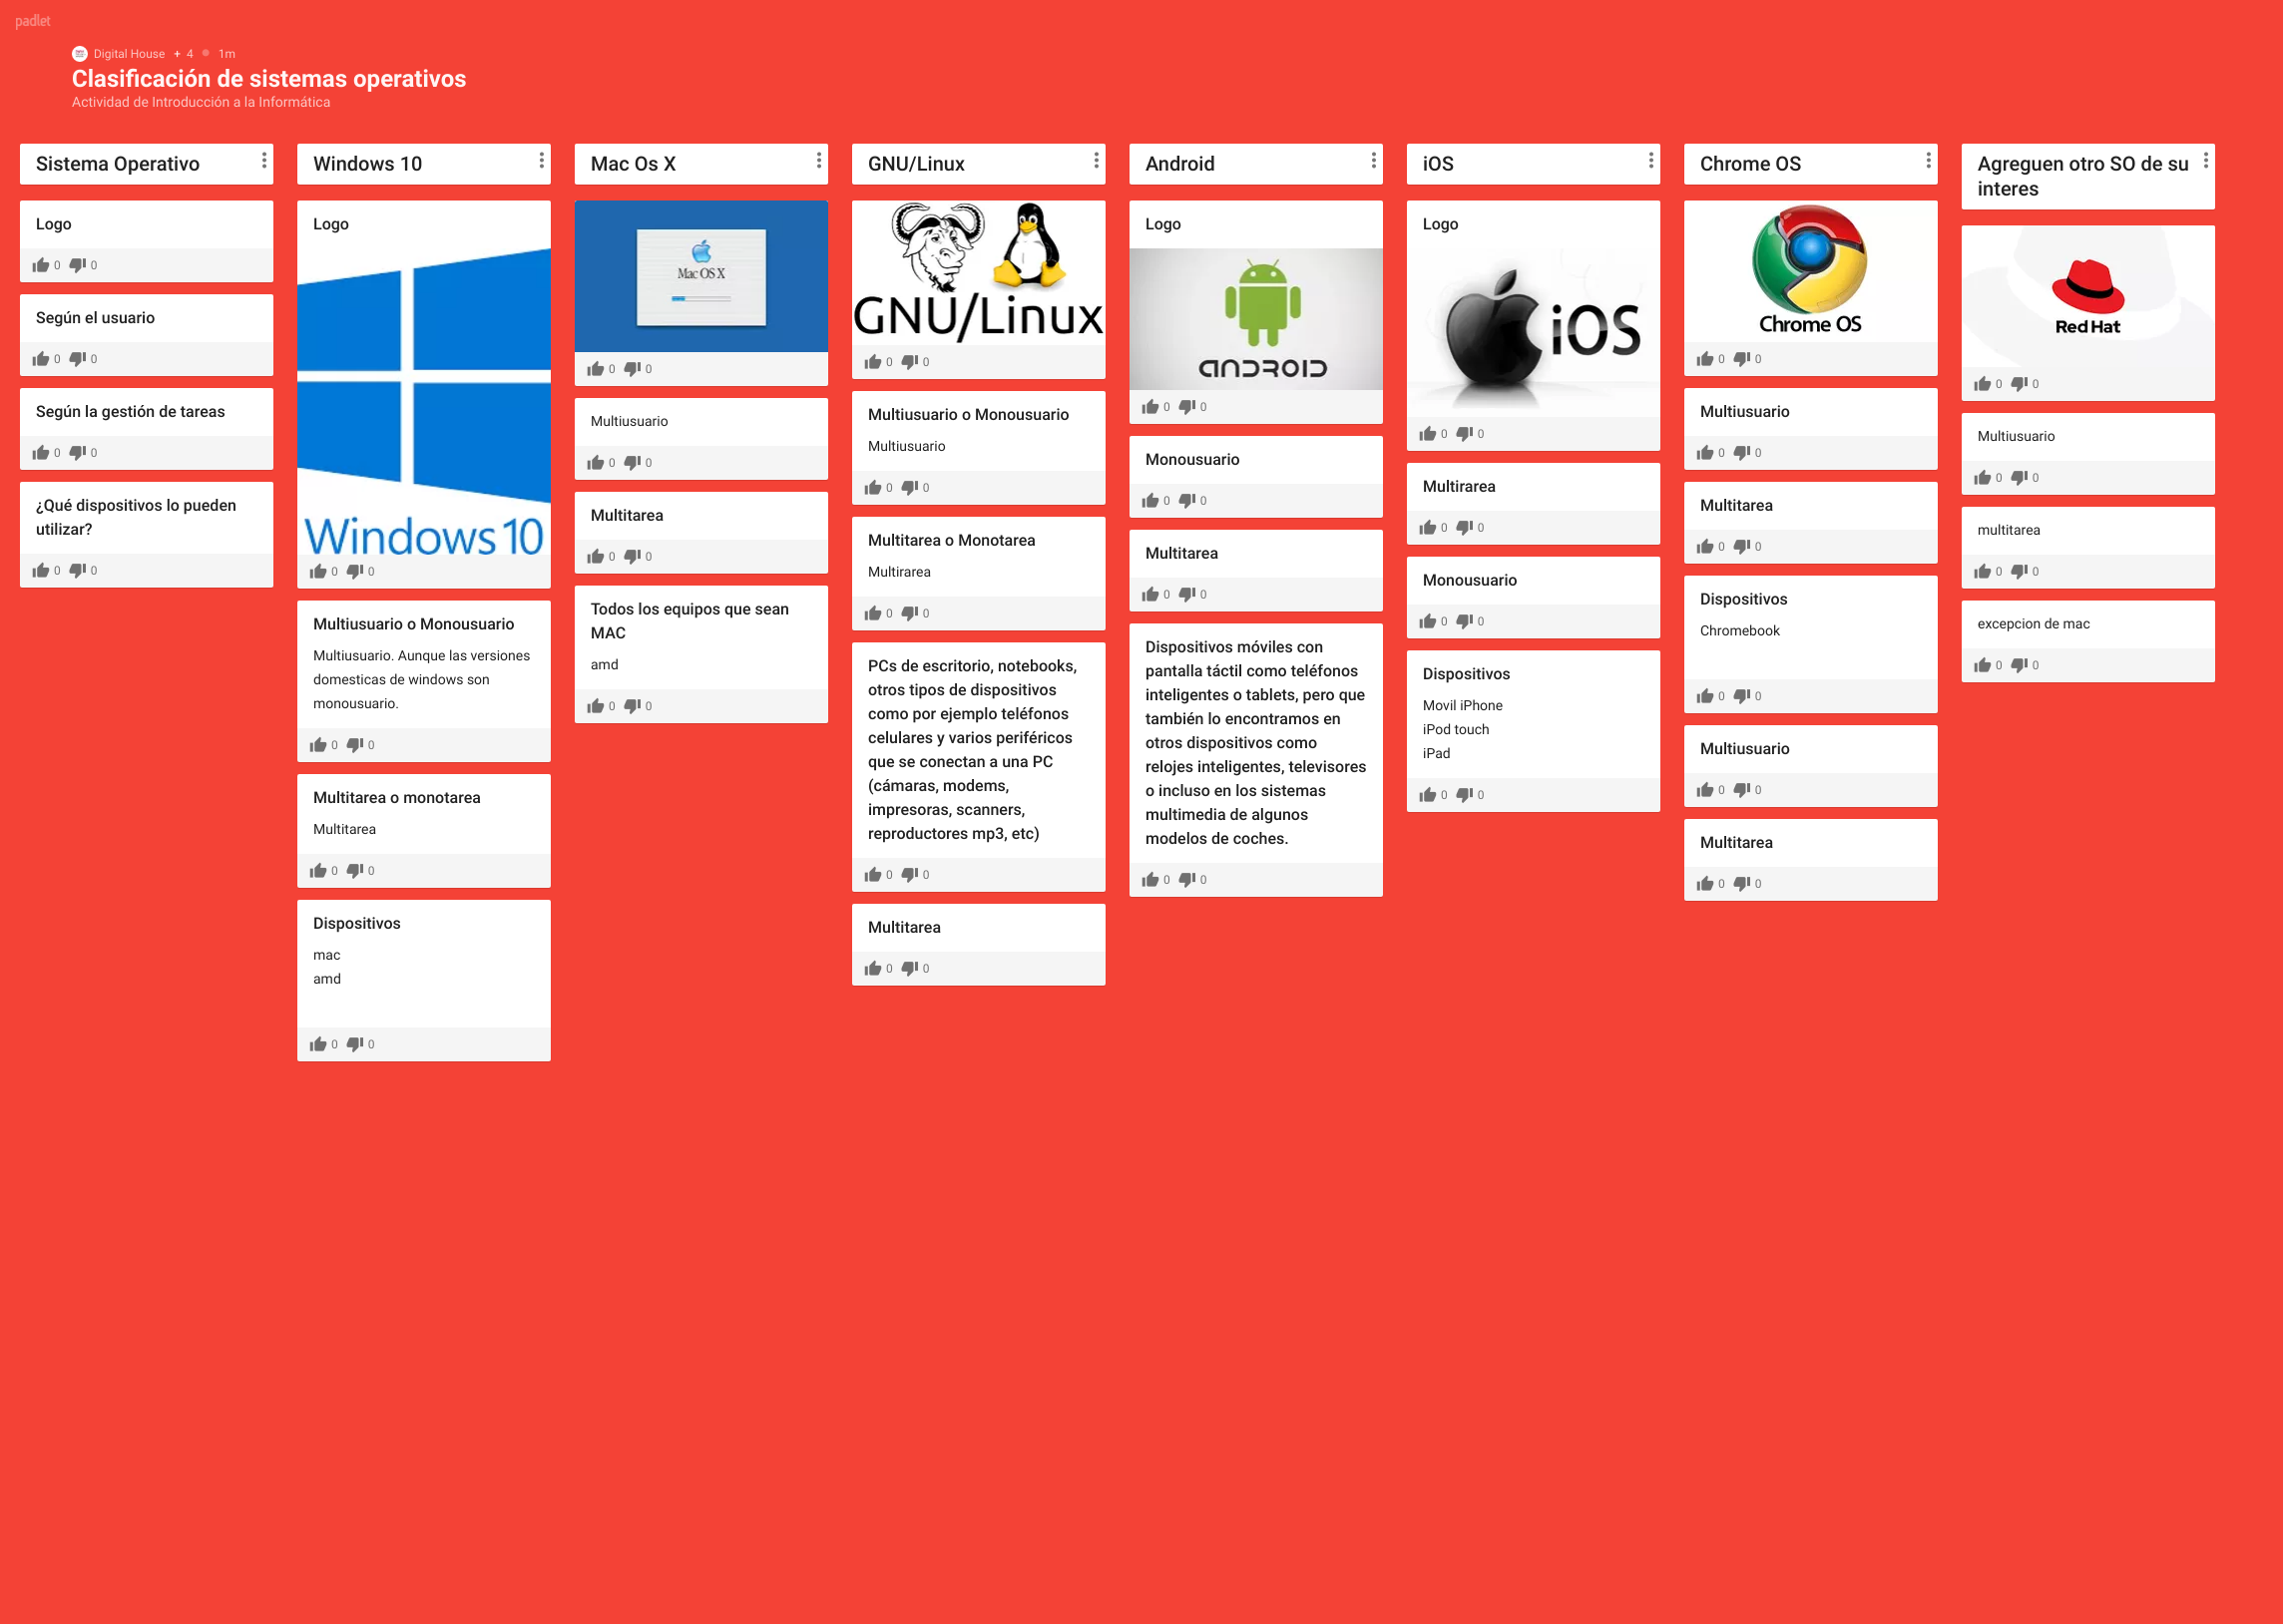 padlet
Digital House + 4 1m
Clasificación de sistemas operativos
Actividad de Introducción a la Informática
Sistema Operativo
Logo
0 0
Según el usuario
0 0
Según la gestión de tareas
0 0
¿Qué dispositivos lo pueden
utilizar?
0 0
Windows 10
Logo
Windows 10
0 0
Multiusuario o Monousuario
Multiusuario. Aunque las versiones
domesticas de windows son
monousuario.
0 0
Multitarea o monotarea
Multitarea
0 0
Dispositivos
mac
amd
0 0
Mac Os X
Mac OS X
0 0
Multiusuario
0 0
Multitarea
0 0
Todos los equipos que sean
MAC
amd
0 0
GNU/Linux
GNU/Linux
0 0
Multiusuario o Monousuario
Multiusuario
0 0
Multitarea o Monotarea
Multirarea
0 0
PCs de escritorio, notebooks,
otros tipos de dispositivos
como por ejemplo teléfonos
celulares y varios periféricos
que se conectan a una PC
(cámaras, modems,
impresoras, scanners,
reproductores mp3, etc)
0 0
Multitarea
0 0
Android
Logo
ANDROID
0 0
Monousuario
0 0
Multitarea
0 0
Dispositivos móviles con
pantalla táctil como teléfonos
inteligentes o tablets, pero que
también lo encontramos en
otros dispositivos como
relojes inteligentes, televisores
o incluso en los sistemas
multimedia de algunos
modelos de coches.
0 0
iOS
Logo
iOS
0 0
Multirarea
0 0
Monousuario
0 0
Dispositivos
Movil iPhone
iPod touch
iPad
0 0
Chrome OS
Chrome OS
0 0
Multiusuario
0 0
Multitarea
0 0
Dispositivos
Chromebook
0 0
Multiusuario
0 0
Multitarea
0 0
Agreguen otro SO de su
interes
Red Hat
0 0
Multiusuario
0 0
multitarea
0 0
excepcion de mac
0 0